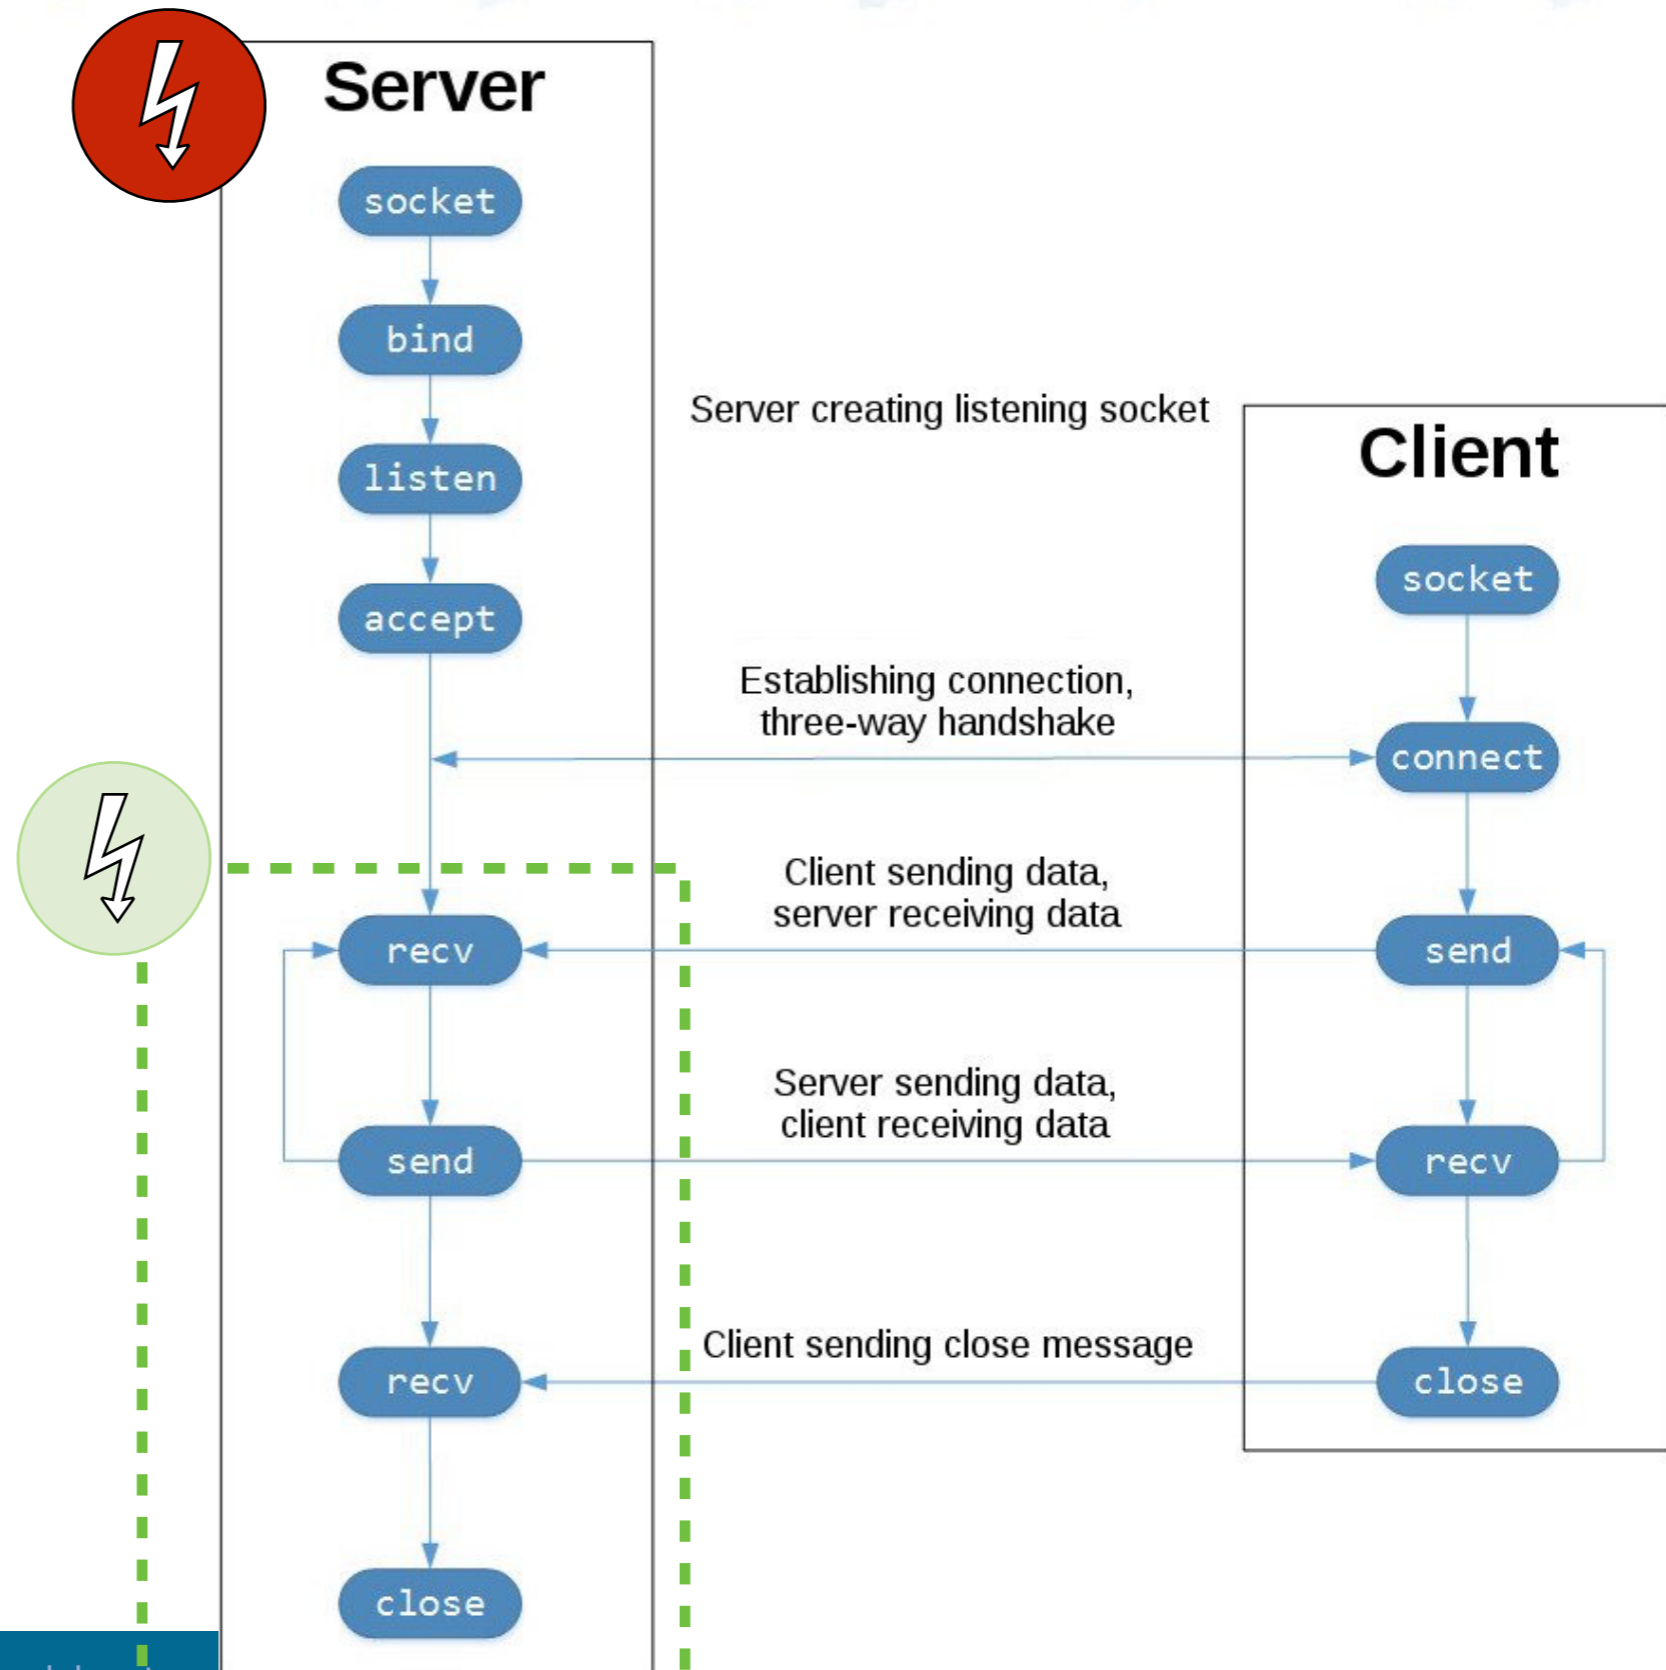 Server
socket
bind
listen
accept
recv
send
recv
close
Server creating listening socket
Establishing connection,
three-way handshake
Client sending data,
server receiving data
Server sending data,
client receiving data
Client sending close message
Client
socket
connect
send
recv
close